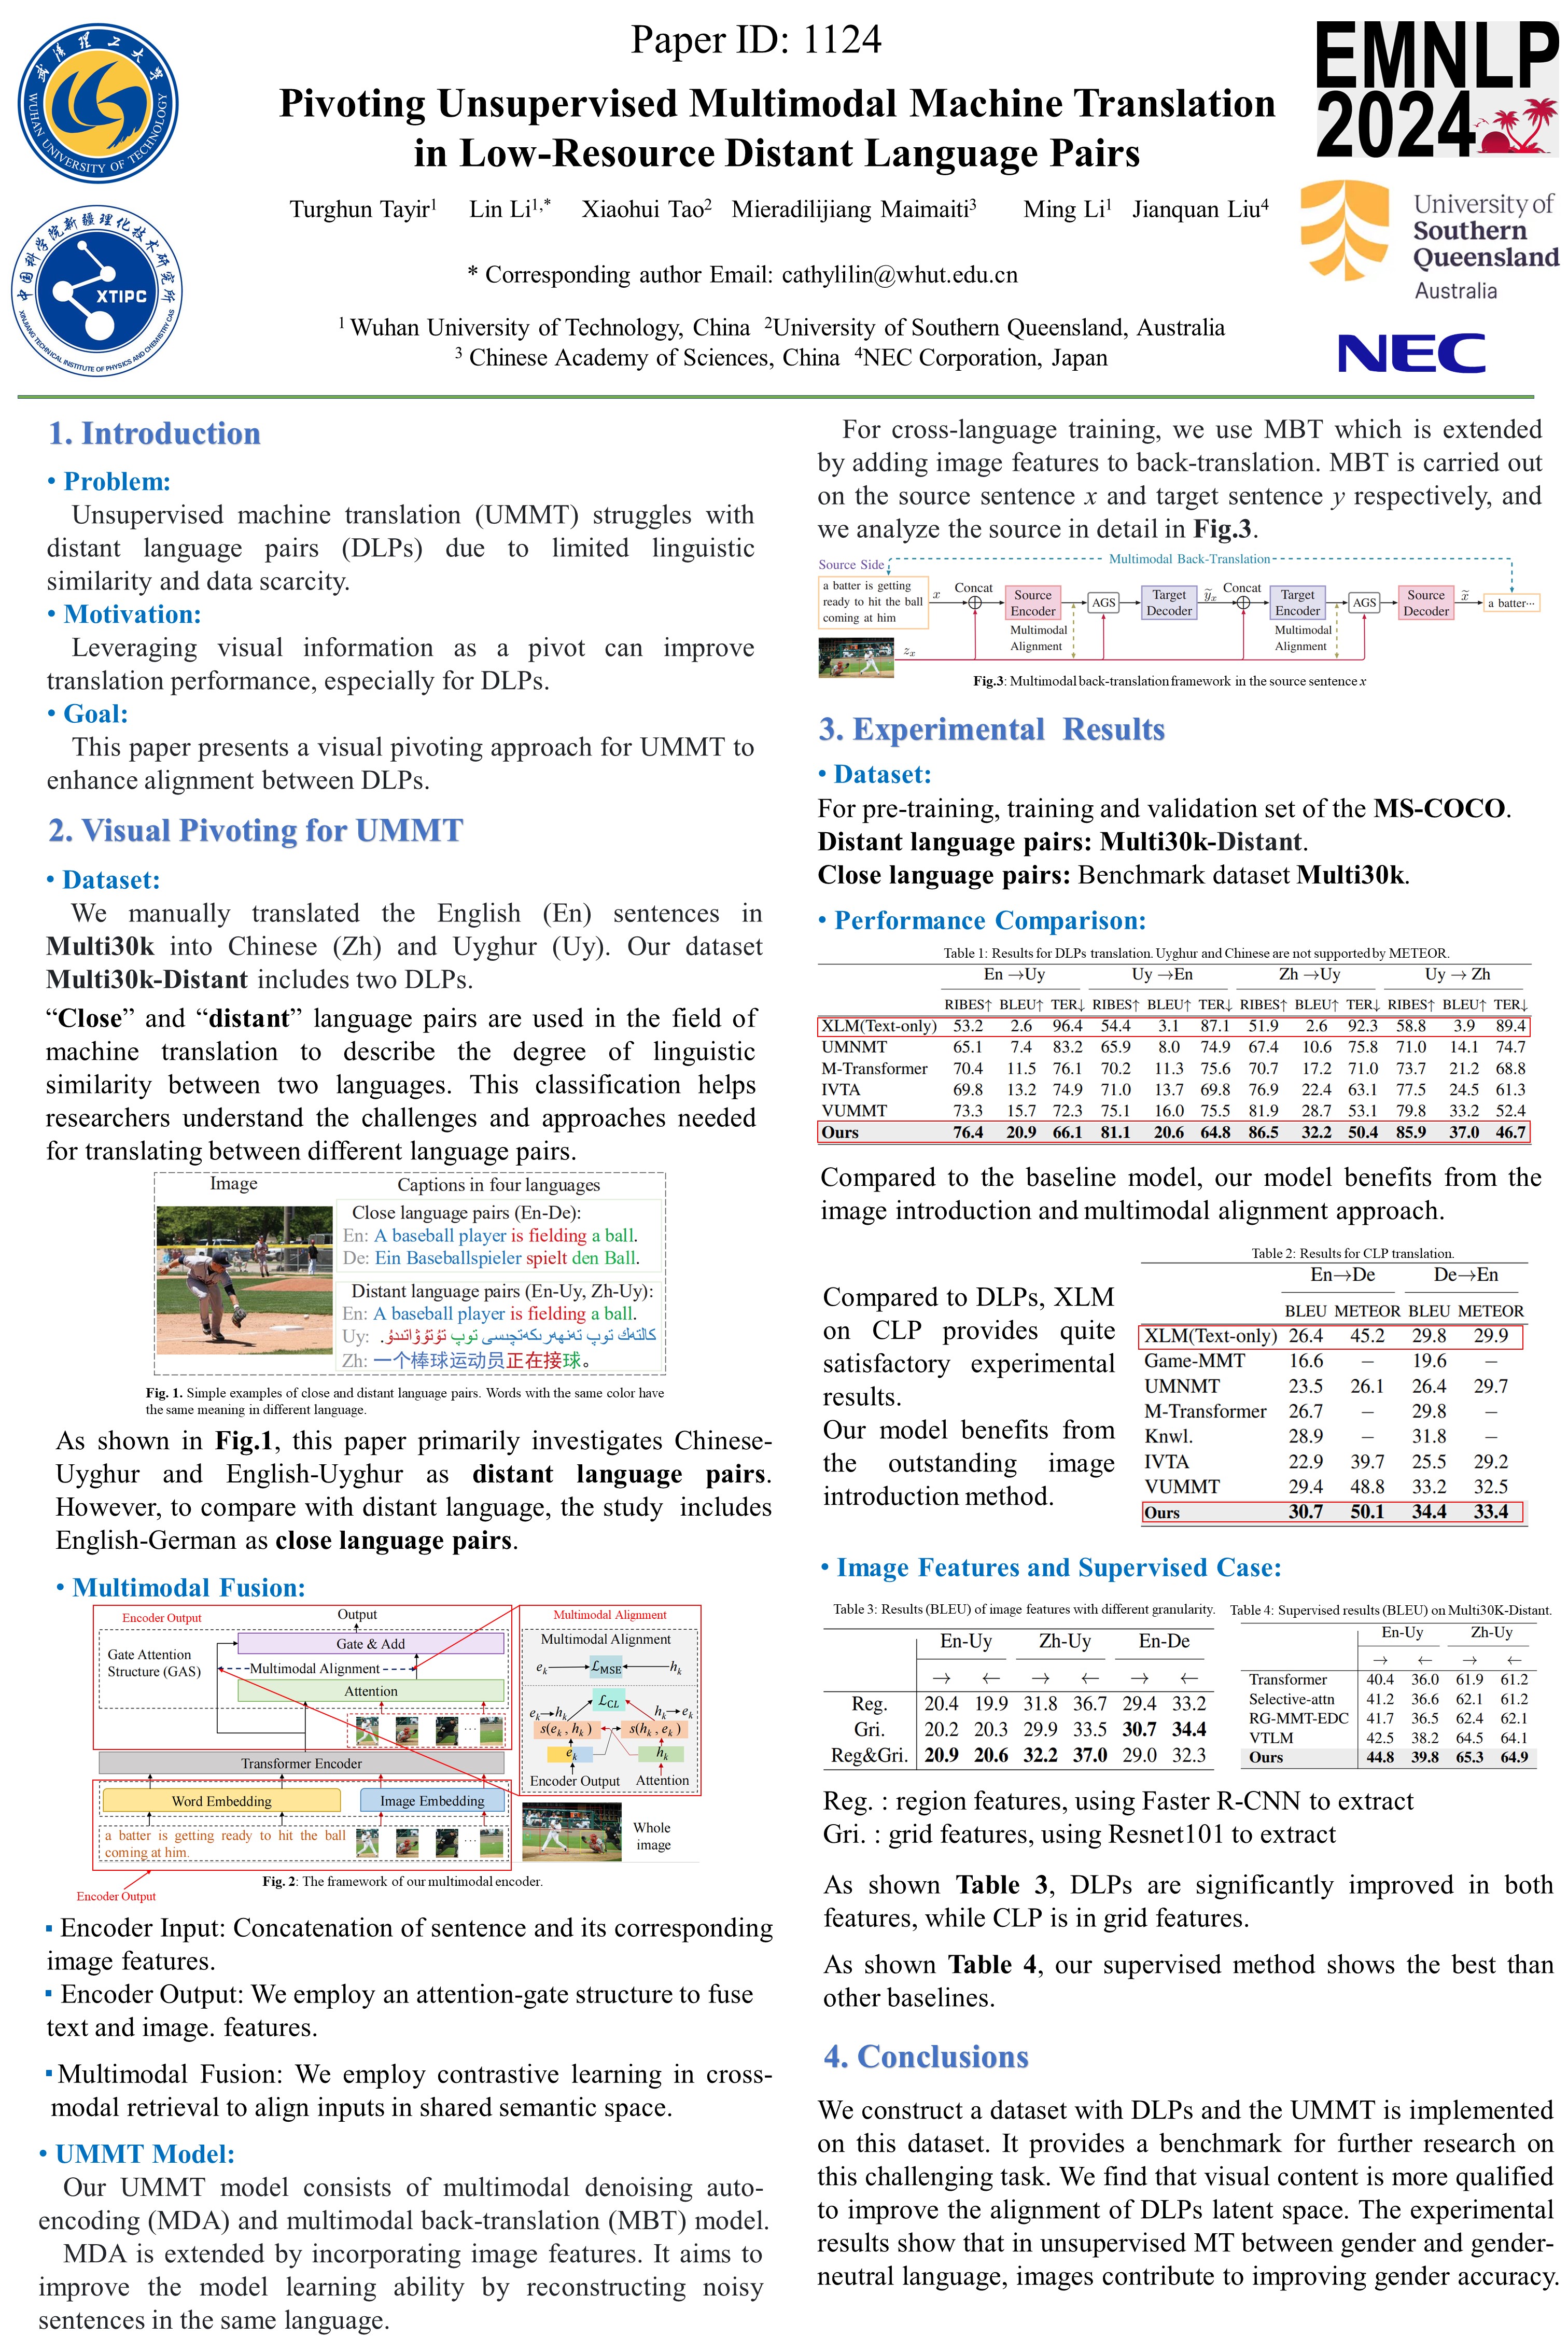 Paper ID: 1124
Pivoting Unsupervised Multimodal Machine Translation
in Low-Resource Distant Language Pairs
Turghun Tayir1 Lin Li1,* Xiaohui Tao2 Mieradilijiang Maimaiti3 Ming Li1 Jianquan Liu4
* Corresponding author Email: cathylilin@whut.edu.cn
1 Wuhan University of Technology, China 2University of Southern Queensland, Australia
3 Chinese Academy of Sciences, China 4NEC Corporation, Japan
武汉理工大学
WUHAN UNIVERSITY OF TECHNOLOGY
中国科学院新疆理化技术研究所
XTIPC
XINJIANG TECHNICAL INSTITUTE OF PHYSICS AND CHEMISTRY CAS
EMNLP
2024
University of
Southern
Queensland
Australia
NEC
1. Introduction
• Problem:
Unsupervised machine translation (UMMT) struggles with
distant language pairs (DLPs) due to limited linguistic
similarity and data scarcity.
• Motivation:
Leveraging visual information as a pivot can improve
translation performance, especially for DLPs.
• Goal:
This paper presents a visual pivoting approach for UMMT to
enhance alignment between DLPs.
2. Visual Pivoting for UMMT
• Dataset:
We manually translated the English (En) sentences in
Multi30k into Chinese (Zh) and Uyghur (Uy). Our dataset
Multi30k-Distant includes two DLPs.
“Close” and “distant” language pairs are used in the field of
machine translation to describe the degree of linguistic
similarity between two languages. This classification helps
researchers understand the challenges and approaches needed
for translating between different language pairs.
Image Captions in four languages
Close language pairs (En-De):
En: A baseball player is fielding a ball.
De: Ein Baseballspieler spielt den Ball.
Distant language pairs (En-Uy, Zh-Uy):
En: A baseball player is fielding a ball.
Uy: كالتەك توپ تەنھەرىكەتچىسى توپ تۇتۇۋاتىدۇ.
Zh: 一个棒球运动员正在接球。
Fig. 1. Simple examples of close and distant language pairs. Words with the same color have
the same meaning in different language.
As shown in Fig.1, this paper primarily investigates Chinese-
Uyghur and English-Uyghur as distant language pairs.
However, to compare with distant language, the study includes
English-German as close language pairs.
• Multimodal Fusion:
Encoder Output
Output
Gate & Add
Gate Attention
Structure (GAS)
Multimodal Alignment
Attention
Transformer Encoder
Word Embedding
Image Embedding
a batter is getting ready to hit the ball
coming at him.
Encoder Output
Multimodal Alignment
Multimodal Alignment
ek ℒMSE hk
ℒCL
ek→hk hk→ek
s(ek, hk) s(hk, ek)
ek hk
Encoder Output Attention
Whole
image
Fig. 2: The framework of our multimodal encoder.
▪ Encoder Input: Concatenation of sentence and its corresponding
image features.
▪ Encoder Output: We employ an attention-gate structure to fuse
text and image. features.
▪ Multimodal Fusion: We employ contrastive learning in cross-
modal retrieval to align inputs in shared semantic space.
• UMMT Model:
Our UMMT model consists of multimodal denoising auto-
encoding (MDA) and multimodal back-translation (MBT) model.
MDA is extended by incorporating image features. It aims to
improve the model learning ability by reconstructing noisy
sentences in the same language.
For cross-language training, we use MBT which is extended
by adding image features to back-translation. MBT is carried out
on the source sentence x and target sentence y respectively, and
we analyze the source in detail in Fig.3.
Source Side
Multimodal Back-Translation
a batter is getting
ready to hit the ball
coming at him
x Concat
Source
Encoder
AGS
Target
Decoder
ỹx Concat
Target
Encoder
AGS
Source
Decoder
x̃
a batter···
Multimodal
Alignment
Multimodal
Alignment
zx
Fig.3: Multimodal back-translation framework in the source sentence x
3. Experimental Results
• Dataset:
For pre-training, training and validation set of the MS-COCO.
Distant language pairs: Multi30k-Distant.
Close language pairs: Benchmark dataset Multi30k.
• Performance Comparison:
Table 1: Results for DLPs translation. Uyghur and Chinese are not supported by METEOR.
En →Uy Uy →En Zh →Uy Uy → Zh
RIBES↑ BLEU↑ TER↓ RIBES↑ BLEU↑ TER↓ RIBES↑ BLEU↑ TER↓ RIBES↑ BLEU↑ TER↓
XLM(Text-only) 53.2 2.6 96.4 54.4 3.1 87.1 51.9 2.6 92.3 58.8 3.9 89.4
UMNMT 65.1 7.4 83.2 65.9 8.0 74.9 67.4 10.6 75.8 71.0 14.1 74.7
M-Transformer 70.4 11.5 76.1 70.2 11.3 75.6 70.7 17.2 71.0 73.7 21.2 68.8
IVTA 69.8 13.2 74.9 71.0 13.7 69.8 76.9 22.4 63.1 77.5 24.5 61.3
VUMMT 73.3 15.7 72.3 75.1 16.0 75.5 81.9 28.7 53.1 79.8 33.2 52.4
Ours 76.4 20.9 66.1 81.1 20.6 64.8 86.5 32.2 50.4 85.9 37.0 46.7
Compared to the baseline model, our model benefits from the
image introduction and multimodal alignment approach.
Compared to DLPs, XLM
on CLP provides quite
satisfactory experimental
results.
Our model benefits from
the outstanding image
introduction method.
Table 2: Results for CLP translation.
En→De De→En
BLEU METEOR BLEU METEOR
XLM(Text-only) 26.4 45.2 29.8 29.9
Game-MMT 16.6 – 19.6 –
UMNMT 23.5 26.1 26.4 29.7
M-Transformer 26.7 – 29.8 –
Knwl. 28.9 – 31.8 –
IVTA 22.9 39.7 25.5 29.2
VUMMT 29.4 48.8 33.2 32.5
Ours 30.7 50.1 34.4 33.4
• Image Features and Supervised Case:
Table 3: Results (BLEU) of image features with different granularity.
En-Uy Zh-Uy En-De
→ ← → ← → ←
Reg. 20.4 19.9 31.8 36.7 29.4 33.2
Gri. 20.2 20.3 29.9 33.5 30.7 34.4
Reg&Gri. 20.9 20.6 32.2 37.0 29.0 32.3
Table 4: Supervised results (BLEU) on Multi30K-Distant.
En-Uy Zh-Uy
→ ← → ←
Transformer 40.4 36.0 61.9 61.2
Selective-attn 41.2 36.6 62.1 61.2
RG-MMT-EDC 41.7 36.5 62.4 62.1
VTLM 42.5 38.2 64.5 64.1
Ours 44.8 39.8 65.3 64.9
Reg. : region features, using Faster R-CNN to extract
Gri. : grid features, using Resnet101 to extract
As shown Table 3, DLPs are significantly improved in both
features, while CLP is in grid features.
As shown Table 4, our supervised method shows the best than
other baselines.
4. Conclusions
We construct a dataset with DLPs and the UMMT is implemented
on this dataset. It provides a benchmark for further research on
this challenging task. We find that visual content is more qualified
to improve the alignment of DLPs latent space. The experimental
results show that in unsupervised MT between gender and gender-
neutral language, images contribute to improving gender accuracy.